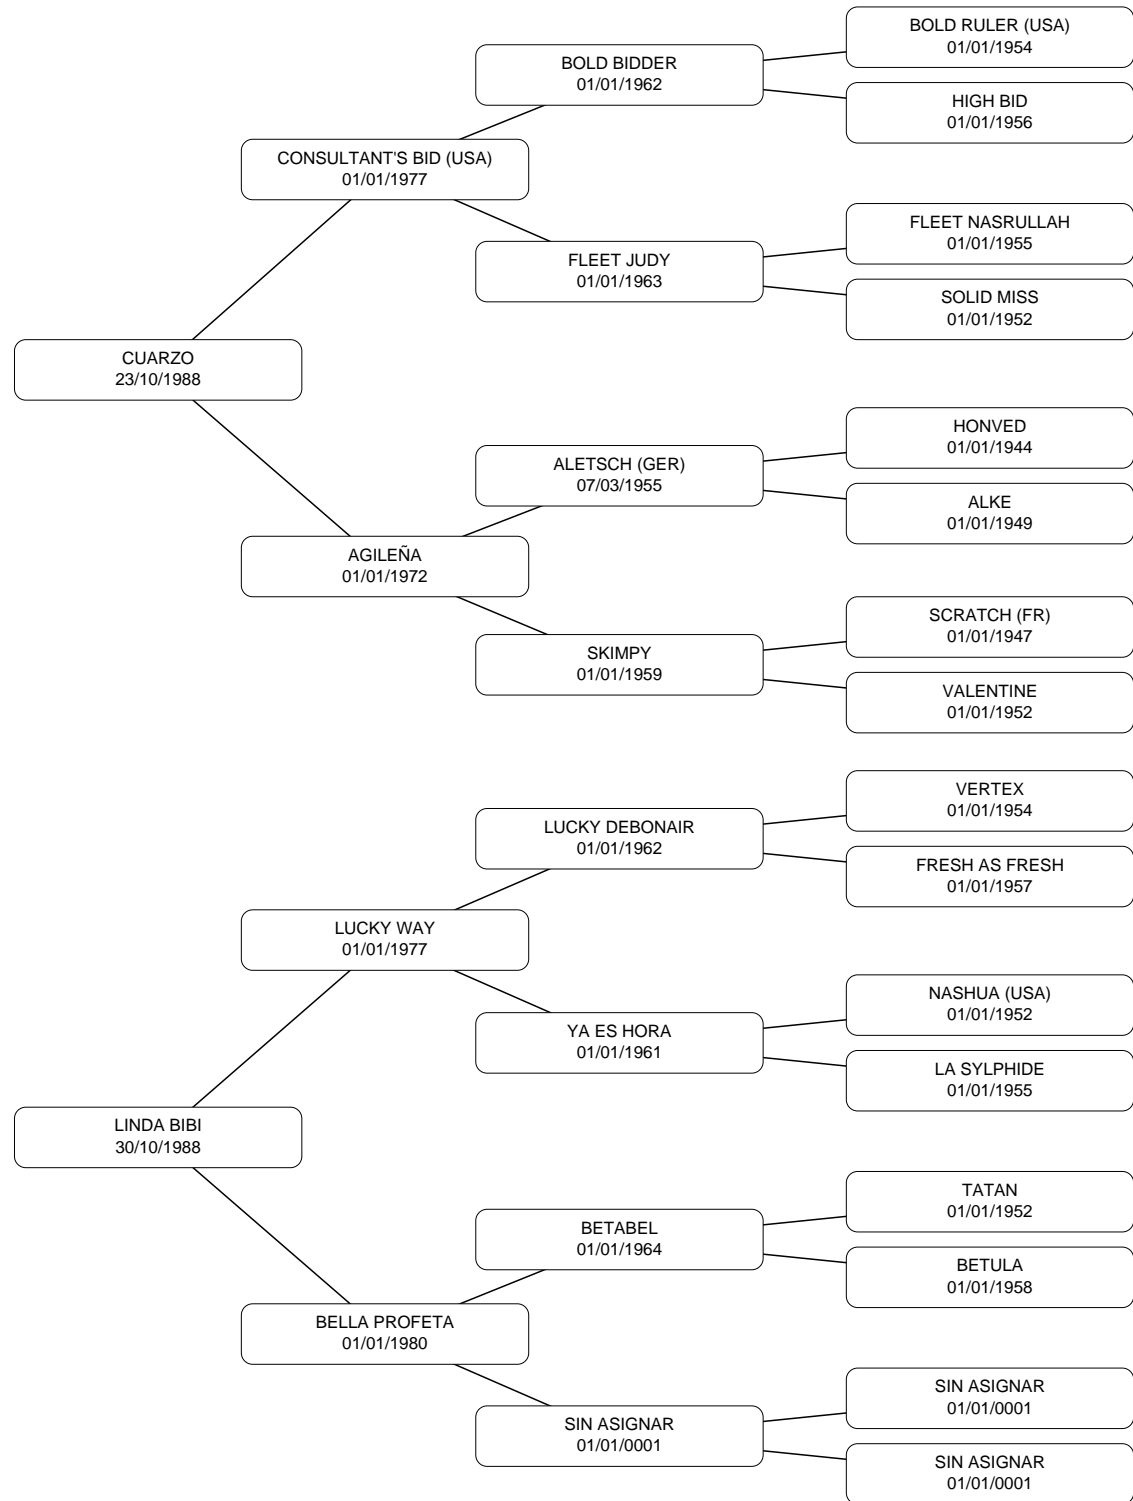 BOLD RULER (USA)
01/01/1954
BOLD BIDDER
01/01/1962
HIGH BID
01/01/1956
CONSULTANT'S BID (USA)
01/01/1977
FLEET NASRULLAH
01/01/1955
FLEET JUDY
01/01/1963
SOLID MISS
01/01/1952
CUARZO
23/10/1988
HONVED
01/01/1944
ALETSCH (GER)
07/03/1955
ALKE
01/01/1949
AGILEÑA
01/01/1972
SCRATCH (FR)
01/01/1947
SKIMPY
01/01/1959
VALENTINE
01/01/1952
VERTEX
01/01/1954
LUCKY DEBONAIR
01/01/1962
FRESH AS FRESH
01/01/1957
LUCKY WAY
01/01/1977
NASHUA (USA)
01/01/1952
YA ES HORA
01/01/1961
LA SYLPHIDE
01/01/1955
LINDA BIBI
30/10/1988
TATAN
01/01/1952
BETABEL
01/01/1964
BETULA
01/01/1958
BELLA PROFETA
01/01/1980
SIN ASIGNAR
01/01/0001
SIN ASIGNAR
01/01/0001
SIN ASIGNAR
01/01/0001